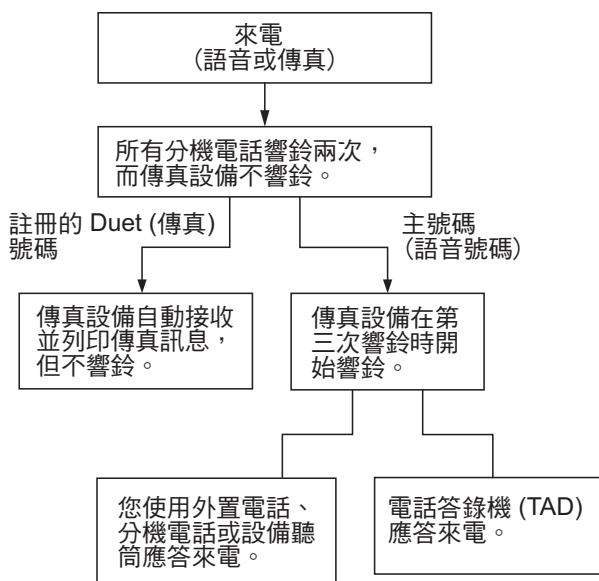 來電
(語音或傳真)
所有分機電話響鈴兩次，
而傳真設備不響鈴。
註冊的 Duet (傳真)
號碼
主號碼
(語音號碼)
傳真設備自動接收
並列印傳真訊息，
但不響鈴。
傳真設備在第
三次響鈴時開
始響鈴。
您使用外置電話、
分機電話或設備聽
筒應答來電。
電話答錄機 (TAD)
應答來電。